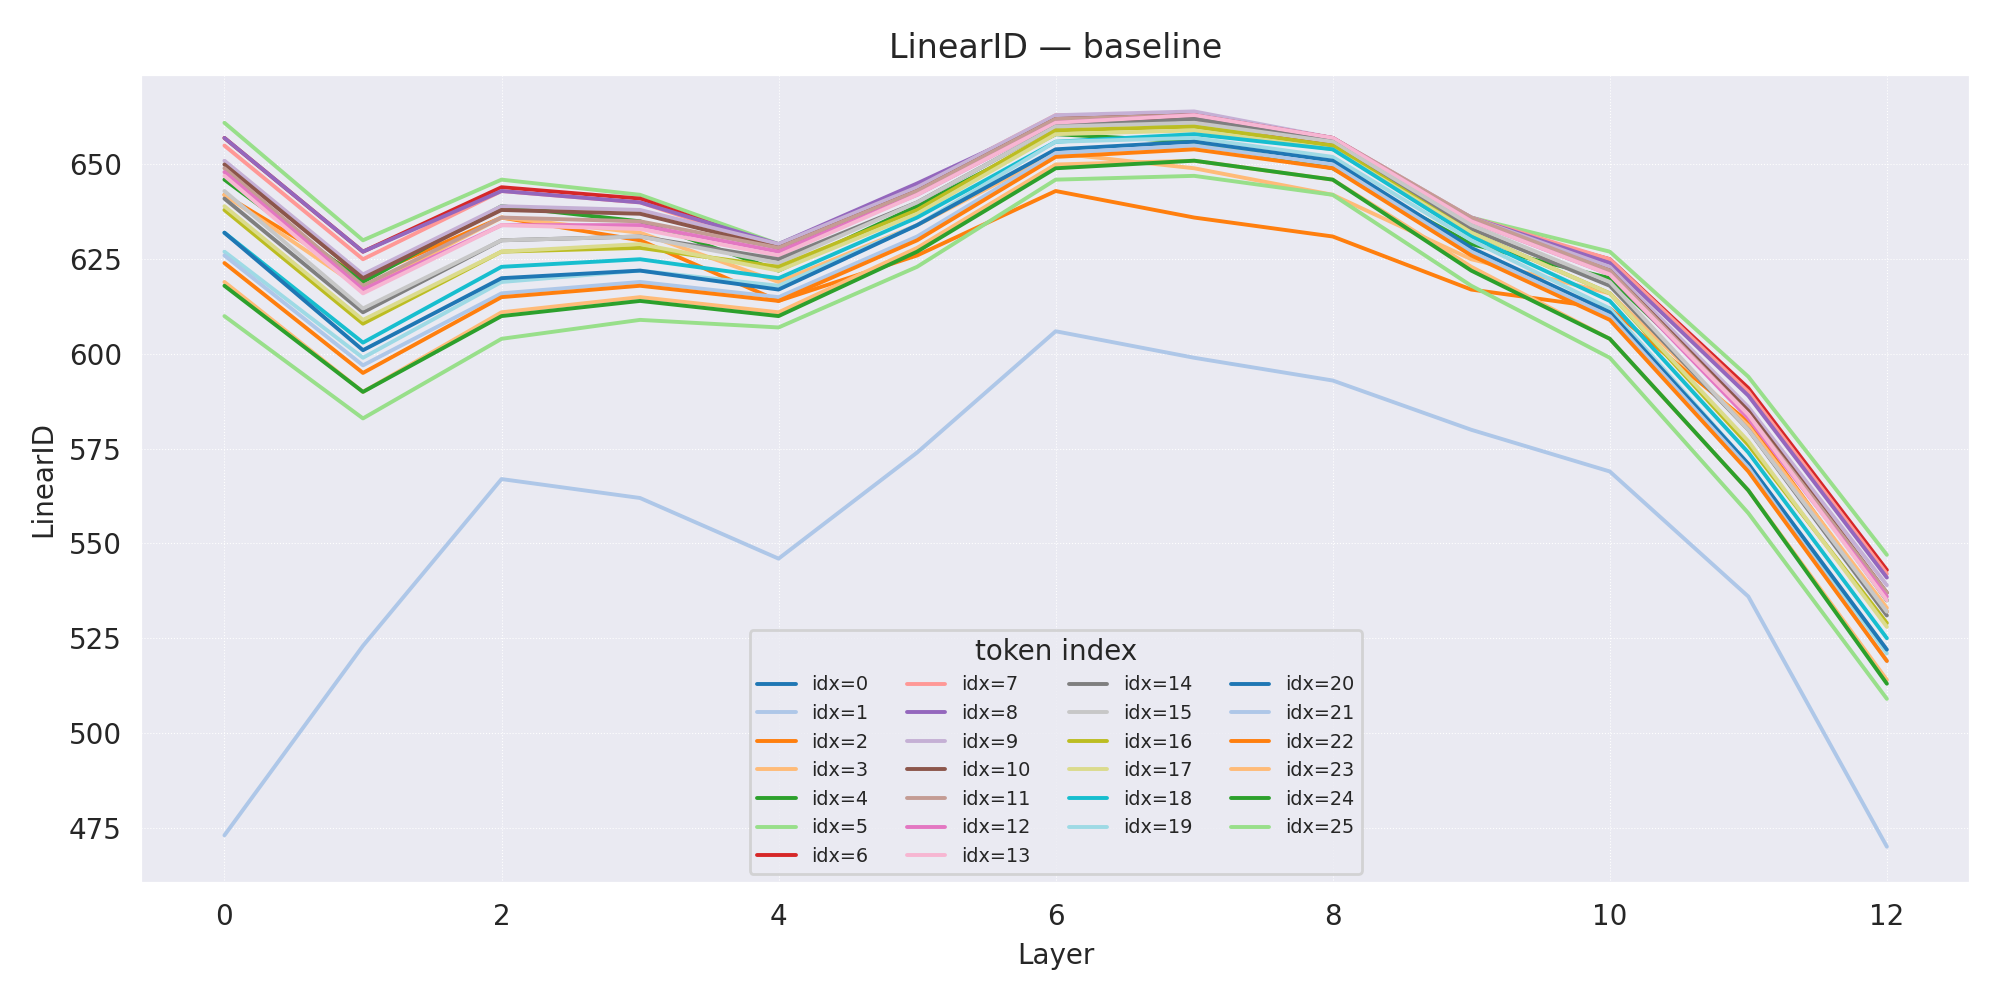 LinearID — baseline
LinearID
650
625
600
575
550
525
500
475
token index
idx=0 idx=7 idx=14 idx=20
idx=1 idx=8 idx=15 idx=21
idx=2 idx=9 idx=16 idx=22
idx=3 idx=10 idx=17 idx=23
idx=4 idx=11 idx=18 idx=24
idx=5 idx=12 idx=19 idx=25
idx=6 idx=13
0 2 4 6 8 10 12
Layer